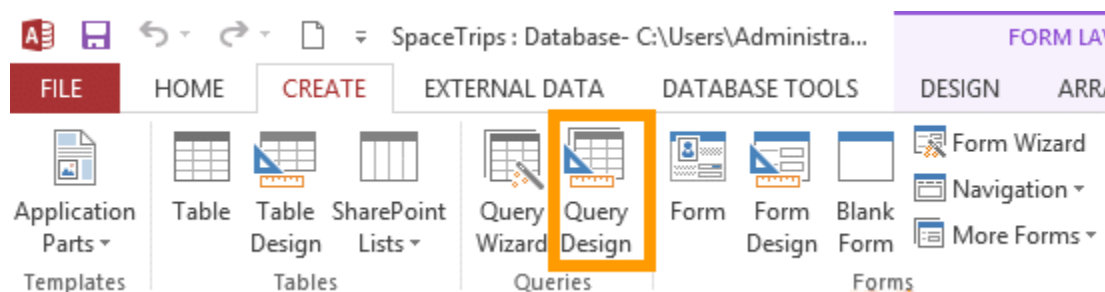 SpaceTrips : Database- C:\Users\Administra...
FORM LA
FILE HOME CREATE EXTERNAL DATA DATABASE TOOLS DESIGN ARR
Application Parts
Table
Table Design
SharePoint Lists
Query Wizard
Query Design
Form
Form Design
Blank Form
Form Wizard
Navigation
More Forms
Templates Tables Queries Forms